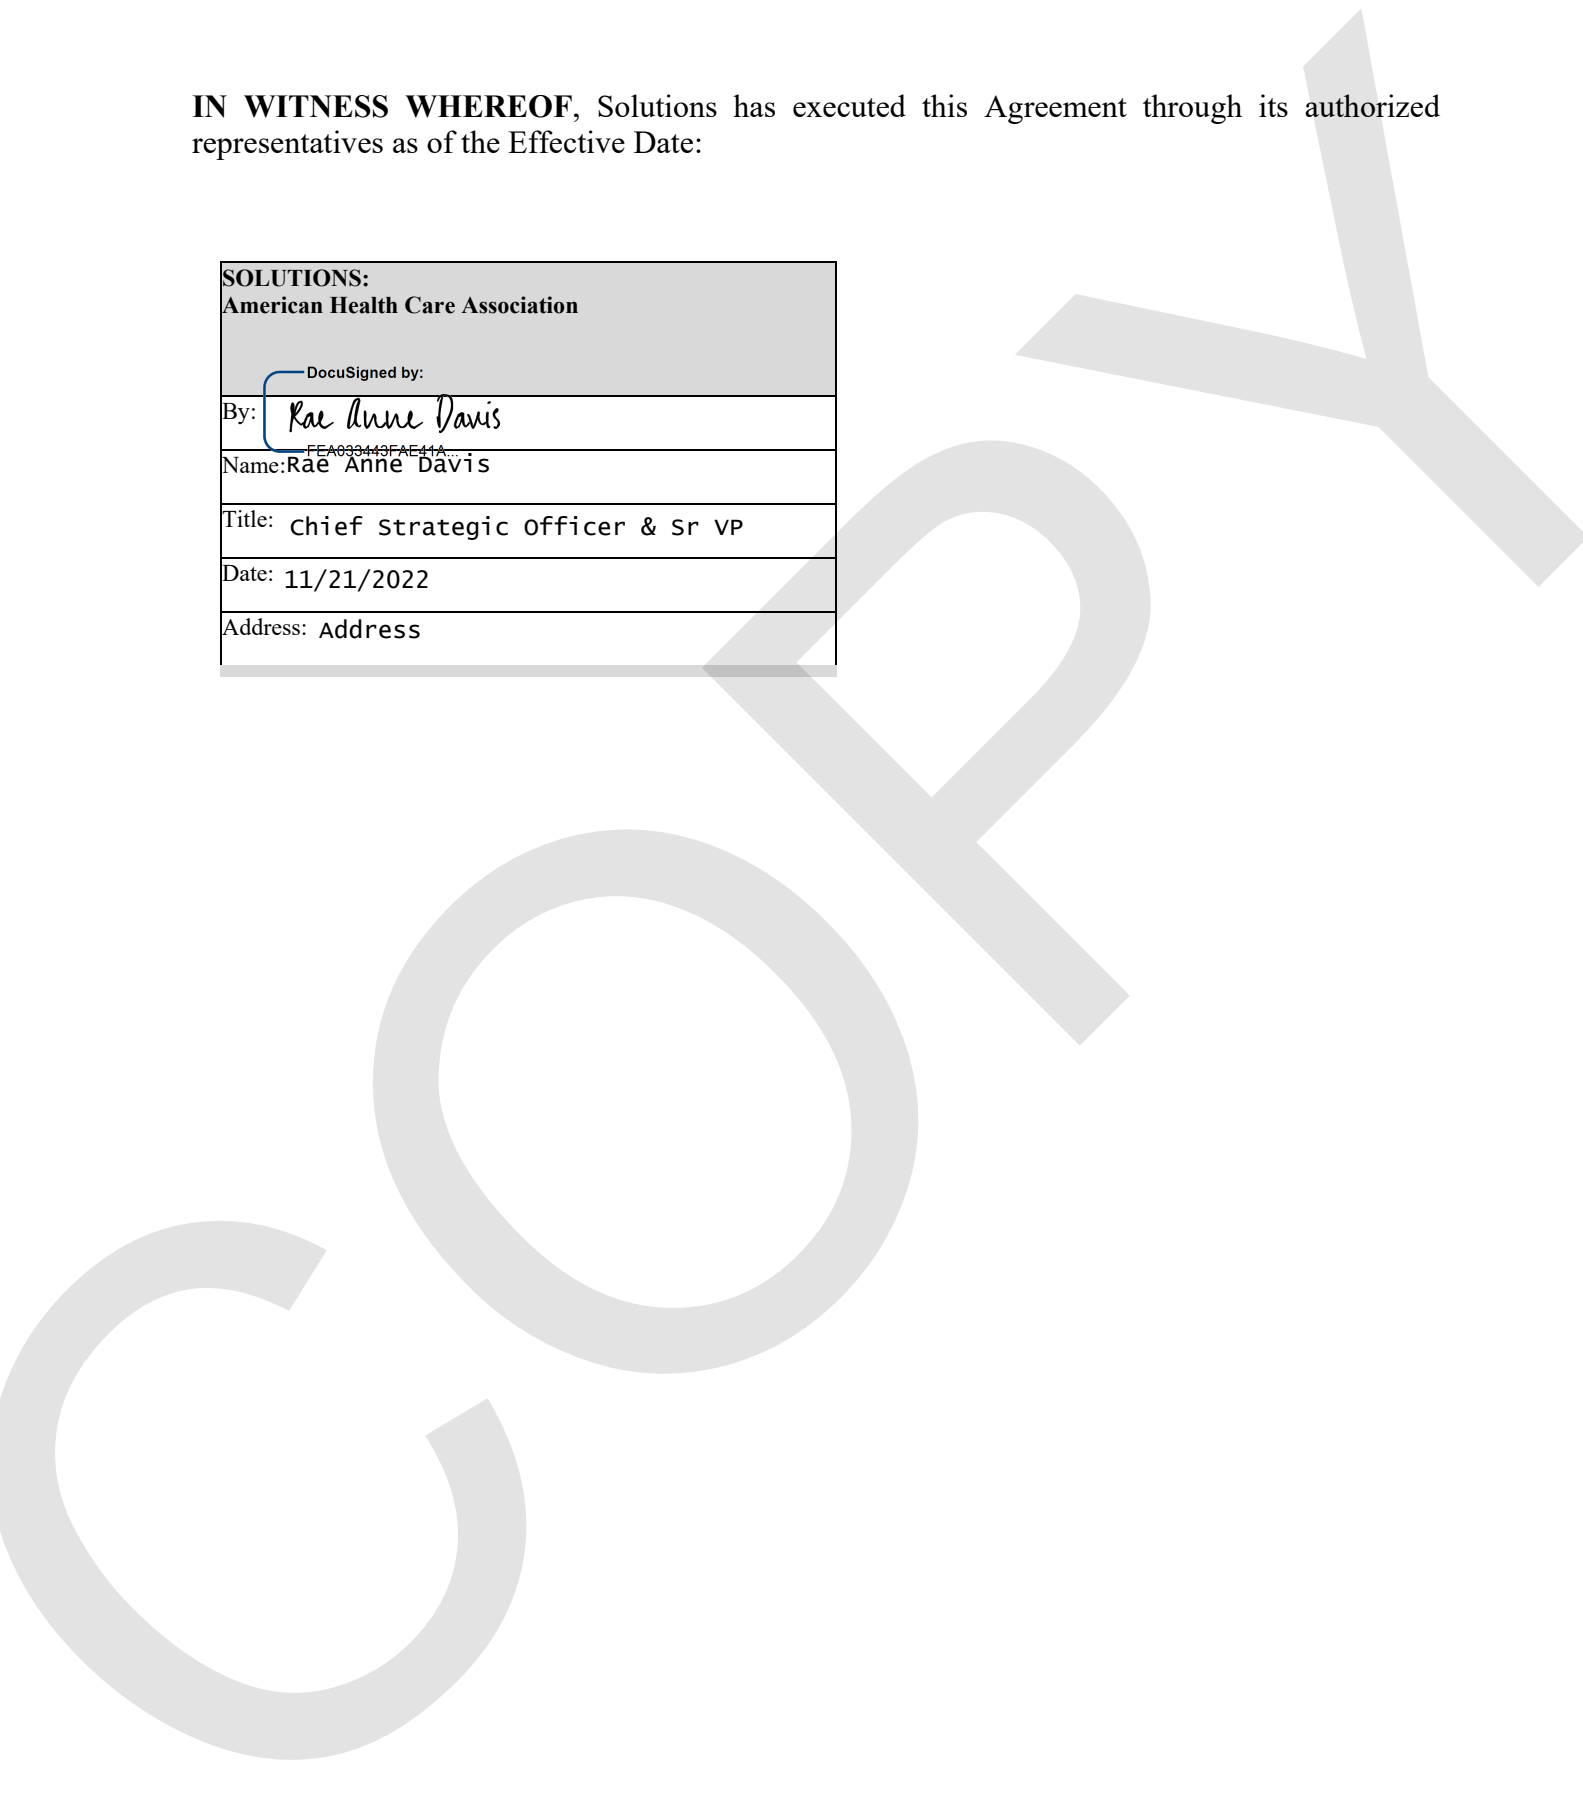 IN WITNESS WHEREOF, Solutions has executed this Agreement through its authorized
representatives as of the Effective Date:
SOLUTIONS:
American Health Care Association
DocuSigned by:
By: Rae Anne Davis
FEA033443FAE41A...
Name:Rae Anne Davis
Title: Chief Strategic Officer & Sr VP
Date: 11/21/2022
Address: Address
COPY